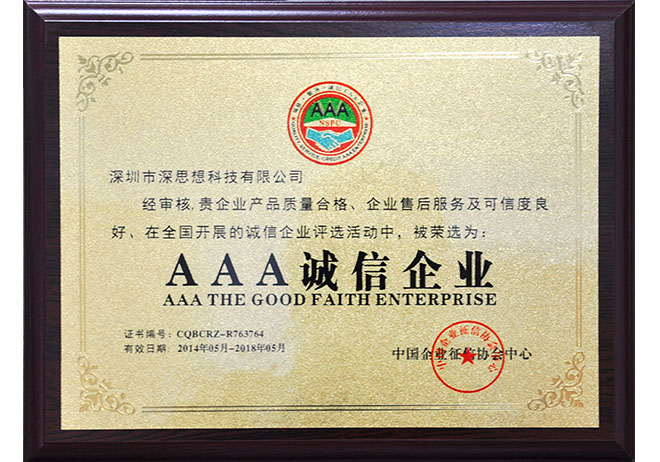 AAA
NSPU
深圳市深思想科技有限公司
经审核,贵企业产品质量合格、企业售后服务及可信度良
好、在全国开展的诚信企业评选活动中，被荣选为：
AAA诚信企业
AAA THE GOOD FAITH ENTERPRISE
证书编号：CQBCRZ-R763764
有效日期：2014年05月-2018年05月
中国企业征信协会中心